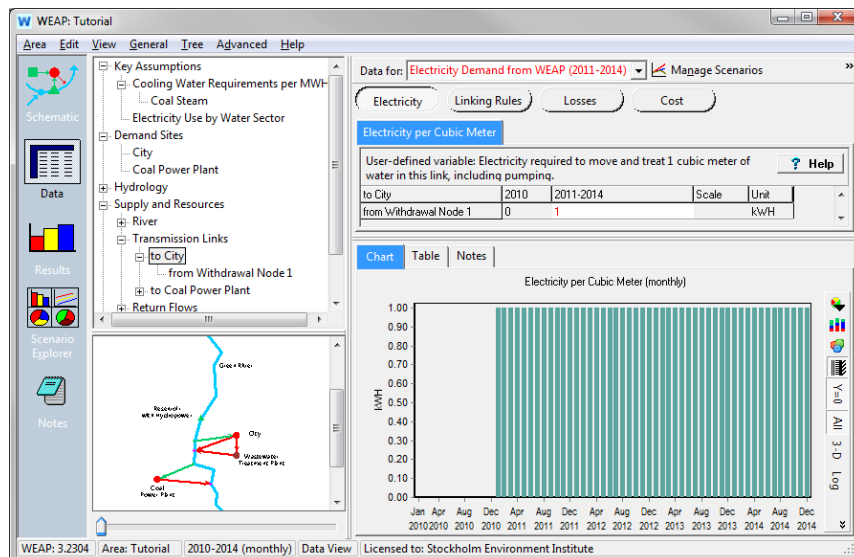 WEAP: Tutorial
Area Edit View General Tree Advanced Help
Schematic
Data
Results
Scenario
Explorer
Notes
Key Assumptions
Cooling Water Requirements per MWH
Coal Steam
Electricity Use by Water Sector
Demand Sites
City
Coal Power Plant
Hydrology
Supply and Resources
River
Transmission Links
to City
from Withdrawal Node 1
to Coal Power Plant
Return Flows
Green River
Reservoir
With Hydropower
City
Wastewater
Treatment Plant
Coal
Power Plant
Data for: Electricity Demand from WEAP (2011-2014) Manage Scenarios »
Electricity Linking Rules Losses Cost
Electricity per Cubic Meter
User-defined variable: Electricity required to move and treat 1 cubic meter of
water in this link, including pumping.
? Help
to City 2010 2011-2014 Scale Unit
from Withdrawal Node 1 0 1 kWH
Chart Table Notes
Electricity per Cubic Meter (monthly)
kWH
1.00
0.90
0.80
0.70
0.60
0.50
0.40
0.30
0.20
0.10
0.00
Jan Apr Aug Dec Apr Aug Dec Apr Aug Dec Apr Aug Dec Apr Aug Dec
2010 2010 2010 2010 2011 2011 2011 2012 2012 2012 2013 2013 2013 2014 2014 2014
Y=0
All
3-D
Log
WEAP: 3.2304 Area: Tutorial 2010-2014 (monthly) Data View Licensed to: Stockholm Environment Institute